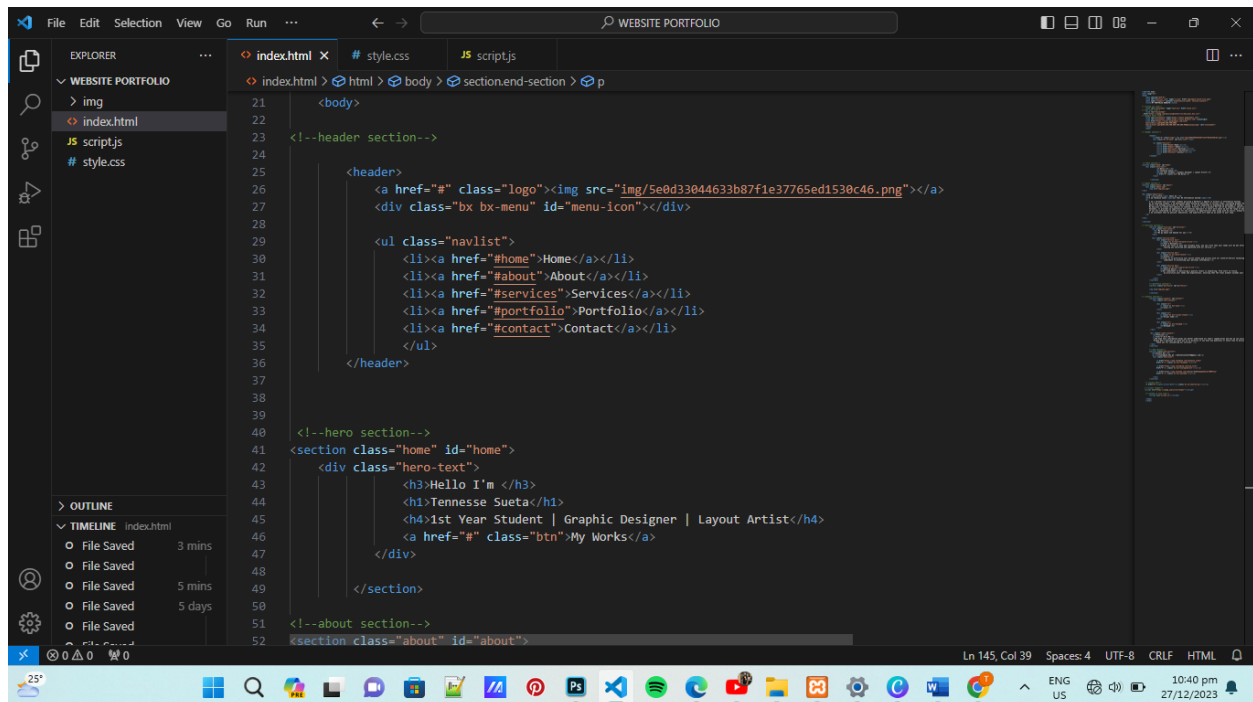 File Edit Selection View Go Run ··· WEBSITE PORTFOLIO
EXPLORER ···
WEBSITE PORTFOLIO
> img
<> index.html
JS script.js
# style.css
<> index.html × # style.css JS script.js
<> index.html > html > body > section.end-section > p
21 <body>
22
23 <!--header section-->
24
25 <header>
26 <a href="#" class="logo"><img src="img/5e0d33044633b87f1e37765ed1530c46.png"></a>
27 <div class="bx bx-menu" id="menu-icon"></div>
28
29 <ul class="navlist">
30 <li><a href="#home">Home</a></li>
31 <li><a href="#about">About</a></li>
32 <li><a href="#services">Services</a></li>
33 <li><a href="#portfolio">Portfolio</a></li>
34 <li><a href="#contact">Contact</a></li>
35 </ul>
36 </header>
37
38
39
40 <!--hero section-->
41 <section class="home" id="home">
42 <div class="hero-text">
43 <h3>Hello I'm </h3>
44 <h1>Tennesse Sueta</h1>
45 <h4>1st Year Student | Graphic Designer | Layout Artist</h4>
46 <a href="#" class="btn">My Works</a>
47 </div>
48
49 </section>
50
51 <!--about section-->
52 <section class="about" id="about">
> OUTLINE
TIMELINE index.html
File Saved 3 mins
File Saved
File Saved 5 mins
File Saved 5 days
File Saved
0 0 0
Ln 145, Col 39 Spaces: 4 UTF-8 CRLF HTML
25°
ENG
US
10:40 pm
27/12/2023